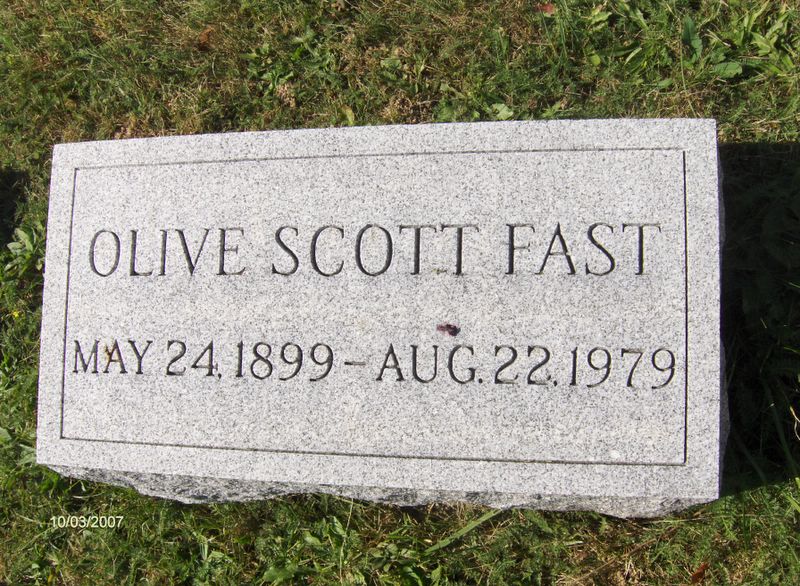 OLIVE SCOTT FAST
MAY 24, 1899 – AUG. 22, 1979
10/03/2007